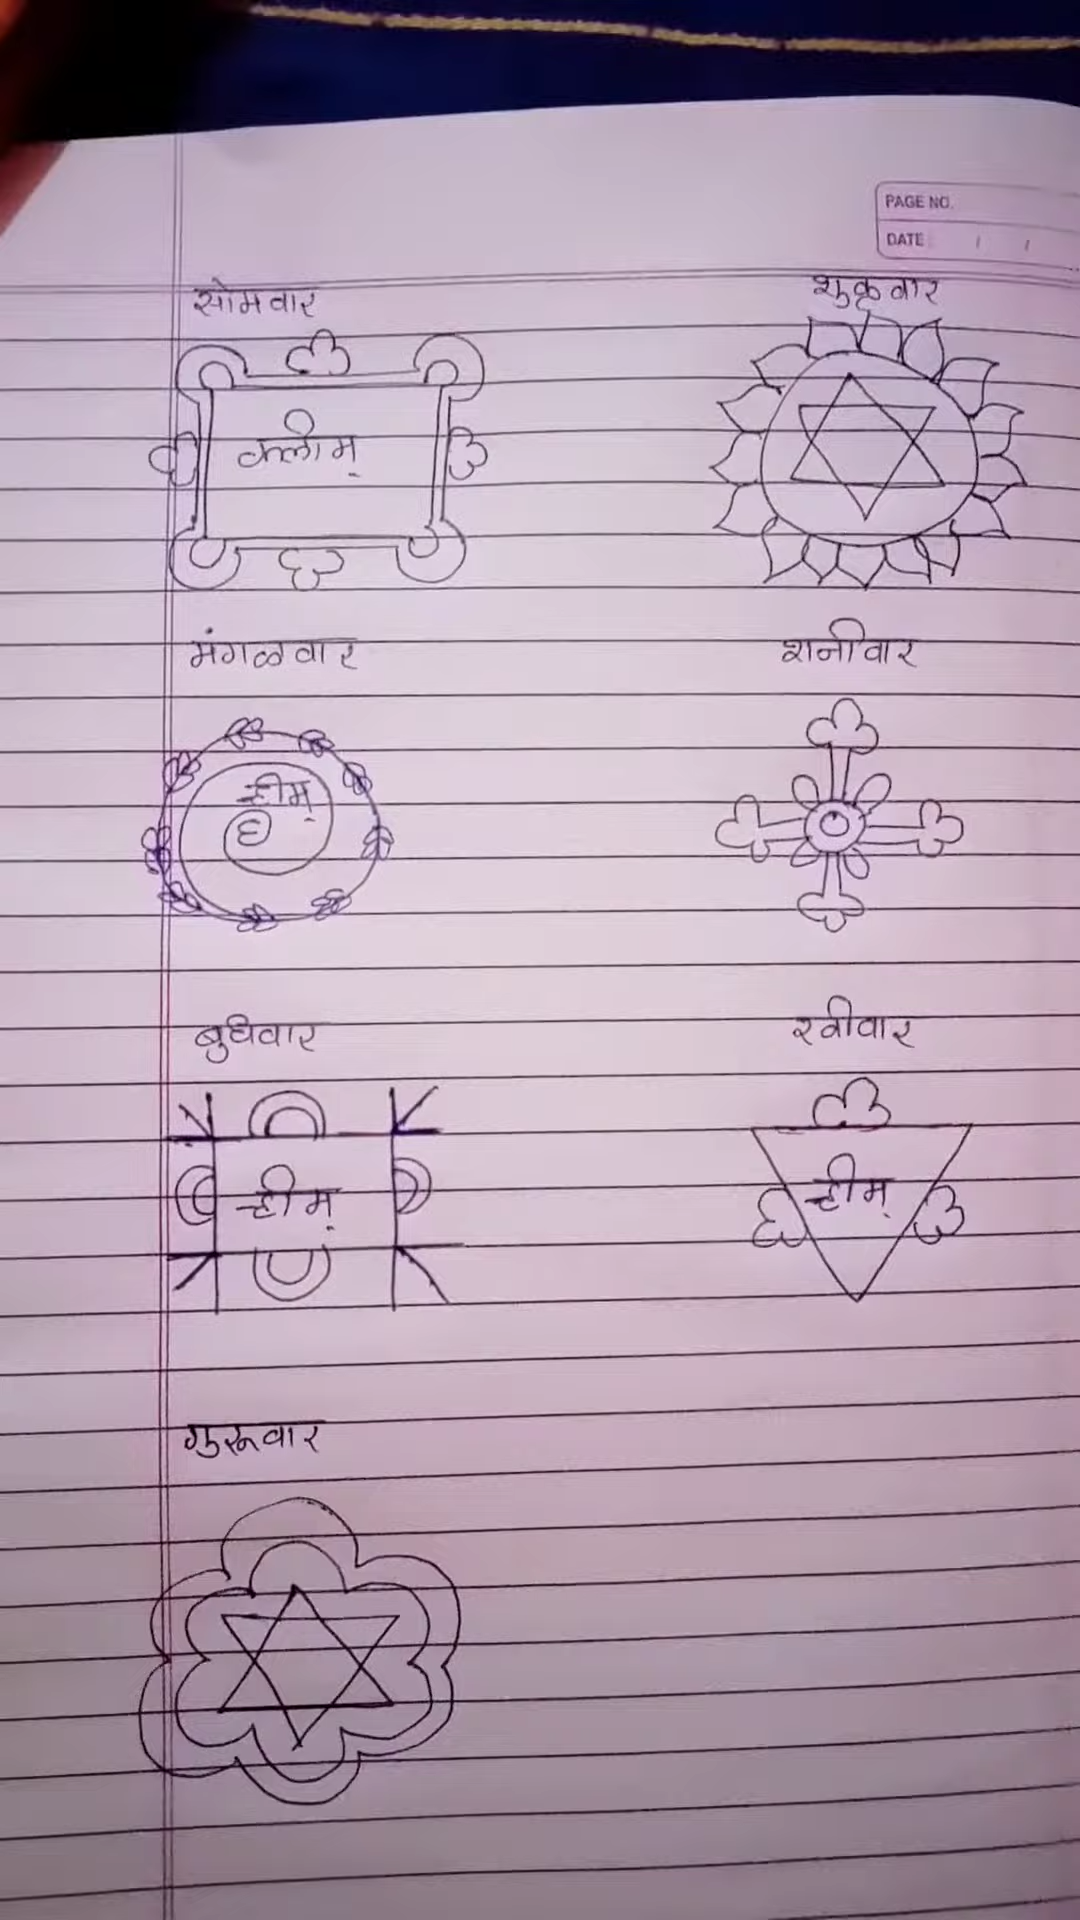 PAGE NO.
DATE / /
सोमवार
क्लीम्
शुक्रवार
मंगळवार
ह्रीम्
शनीवार
बुधवार
ह्रीम्
रवीवार
ह्रीम्
गुरूवार